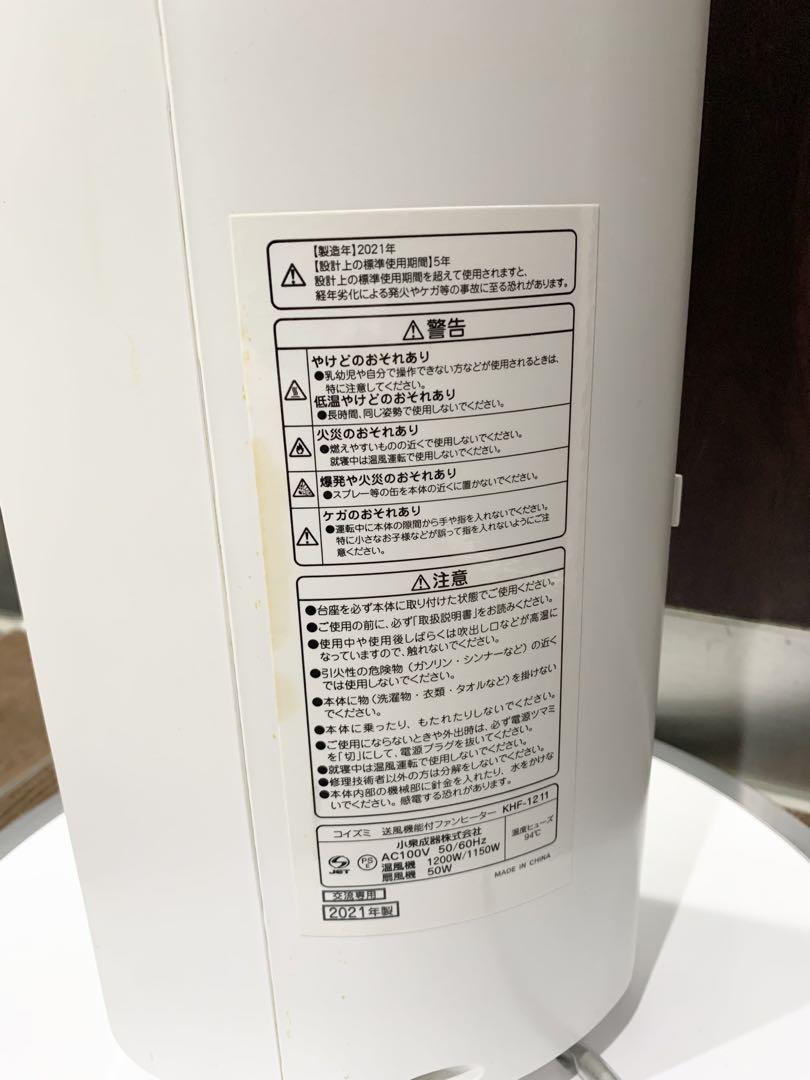 【製造年】2021年
【設計上の標準使用期間】5年
設計上の標準使用期間を超えて使用されますと、
経年劣化による発火やケガ等の事故に至る恐れがあります。
警告
やけどのおそれあり
●乳幼児や自分で操作できない方などが使用されるときは、
特に注意してください。
低温やけどのおそれあり
●長時間、同じ姿勢で使用しないでください。
火災のおそれあり
●燃えやすいものの近くで使用しないでください。
就寝中は温風運転で使用しないでください。
爆発や火災のおそれあり
●スプレー等の缶を本体の近くに置かないでください。
ケガのおそれあり
●運転中に本体の隙間から手や指を入れないでください。
特に小さなお子様などが誤って指を入れないようにご注
意ください。
注意
●台座を必ず本体に取り付けた状態でご使用ください。
●ご使用の前に、必ず「取扱説明書」をお読みください。
●使用中や使用後しばらくは吹出し口などが高温に
なっていますので、触れないでください。
●引火性の危険物（ガソリン・シンナーなど）の近く
では使用しないでください。
●本体に物（洗濯物・衣類・タオルなど）を掛けない
でください。
●本体に乗ったり、もたれたりしないでください。
●ご使用にならないときや外出時は、必ず電源ツマミ
を「切」にして、電源プラグを抜いてください。
●就寝中は温風運転で使用しないでください。
●修理技術者以外の方は分解をしないでください。
●本体内部の機械部に針金を入れたり、水をかけな
いでください。感電する恐れがあります。
コイズミ 送風機能付ファンヒーター KHF-1211
小泉成器株式会社
AC100V 50/60Hz
温風機 1200W/1150W
扇風機 50W
温度ヒューズ
94℃
JET
PS
E
MADE IN CHINA
交流専用
2021年製